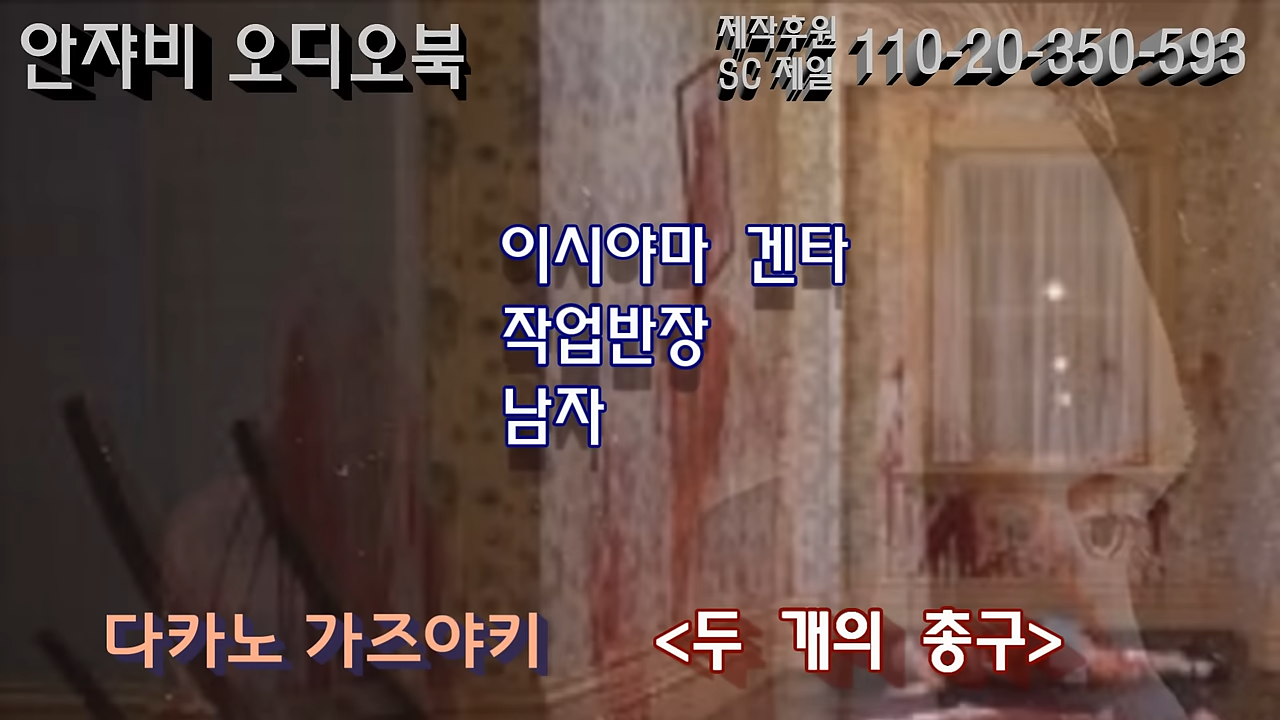 안쟈비 오디오북
제작후원
SC 제일
110-20-350-593
이시야마 겐타
작업반장
남자
다카노 가즈야키
<두 개의 총구>